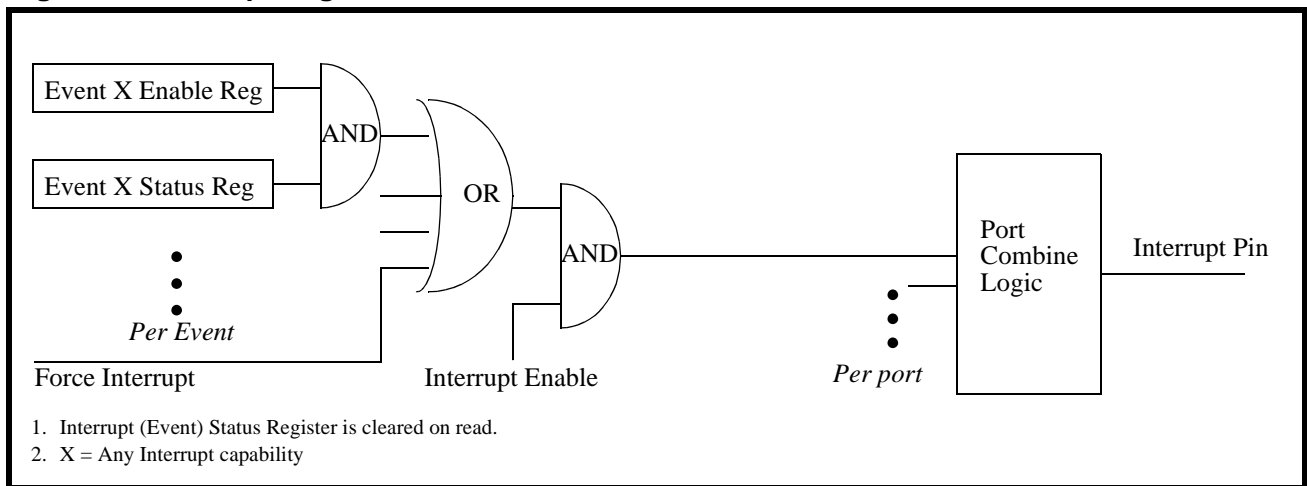 Event X Enable Reg
AND
Event X Status Reg
OR
AND
Port
Combine
Logic
Interrupt Pin
Per Event
Force Interrupt
Interrupt Enable
Per port
1. Interrupt (Event) Status Register is cleared on read.
2. X = Any Interrupt capability